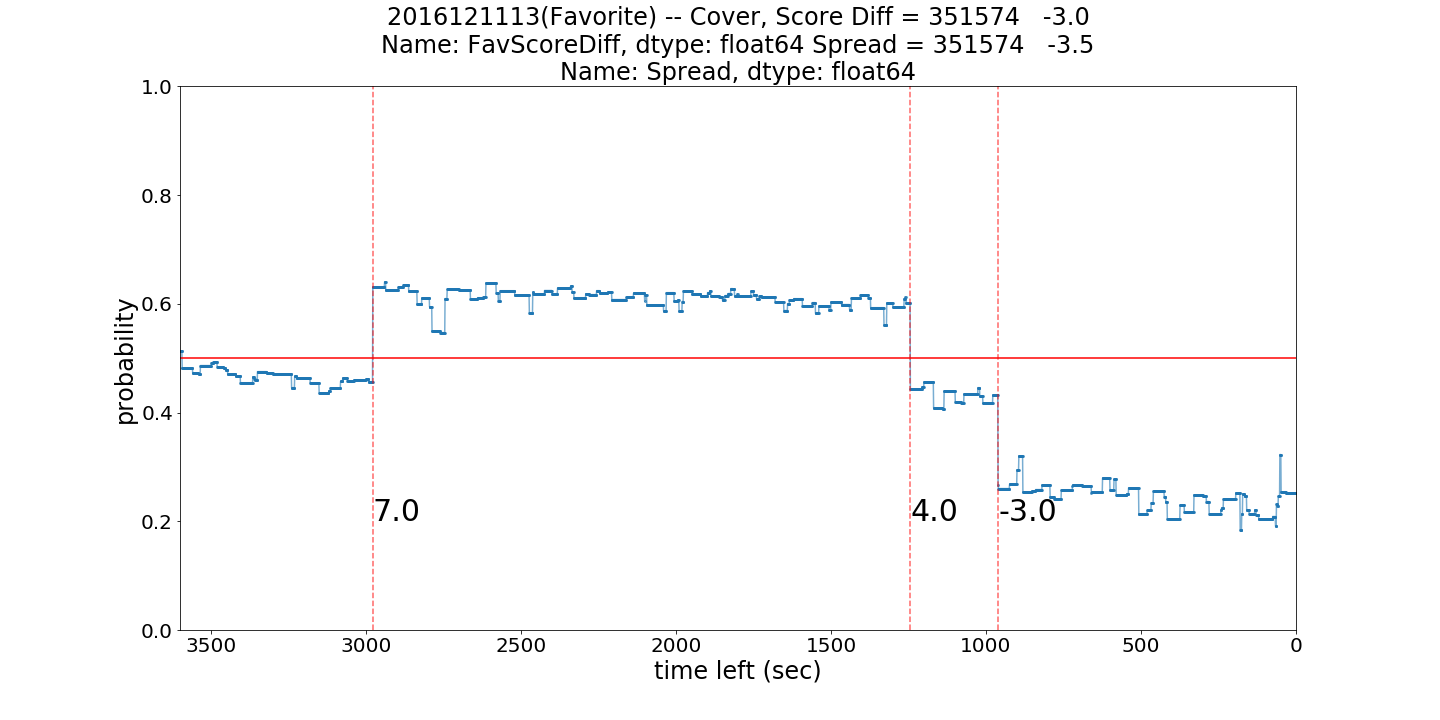 2016121113(Favorite) -- Cover, Score Diff = 351574   -3.0
Name: FavScoreDiff, dtype: float64 Spread = 351574   -3.5
Name: Spread, dtype: float64
1.0
0.8
0.6
0.4
0.2
0.0
probability
7.0
4.0
-3.0
3500 3000 2500 2000 1500 1000 500 0
time left (sec)